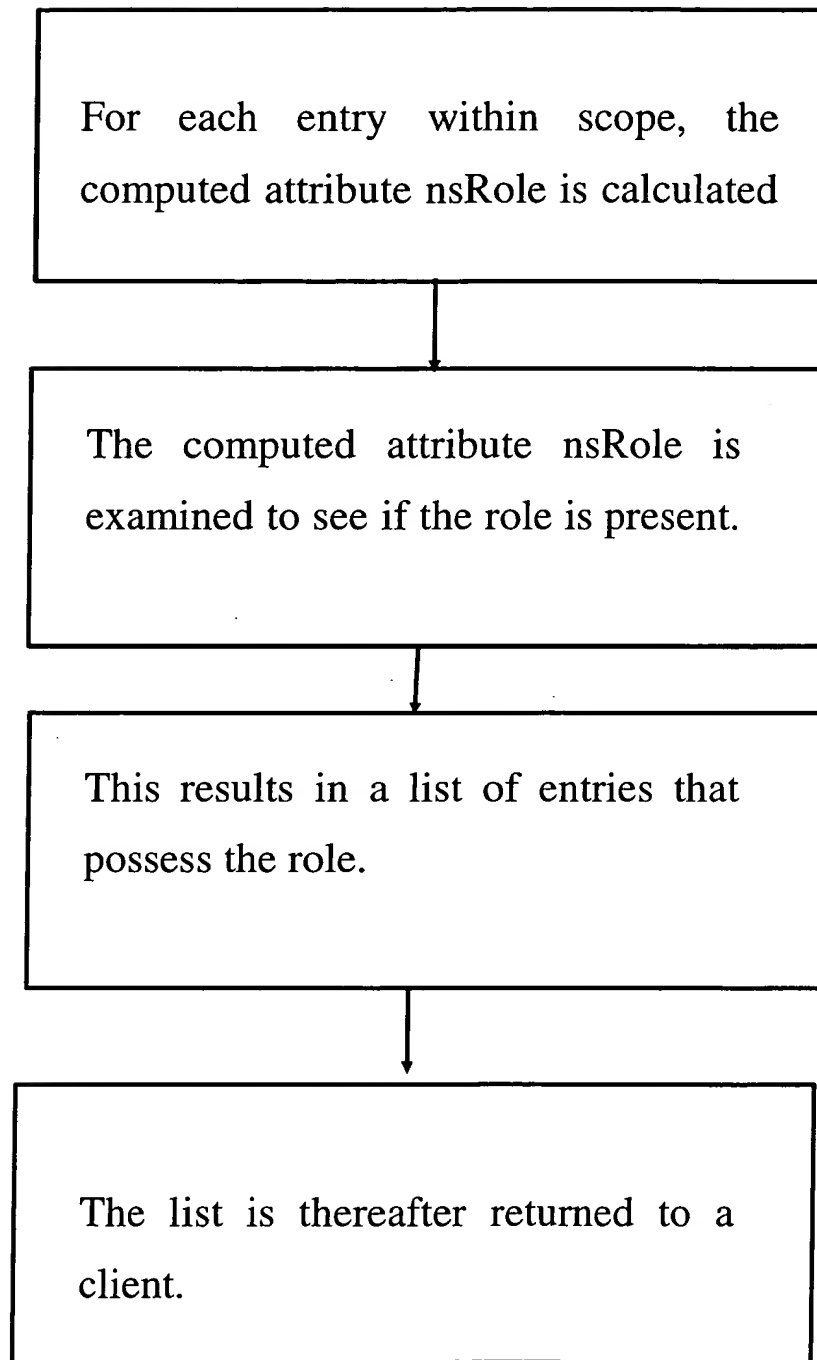 For each entry within scope, the
computed attribute nsRole is calculated
The computed attribute nsRole is
examined to see if the role is present.
This results in a list of entries that
possess the role.
The list is thereafter returned to a
client.